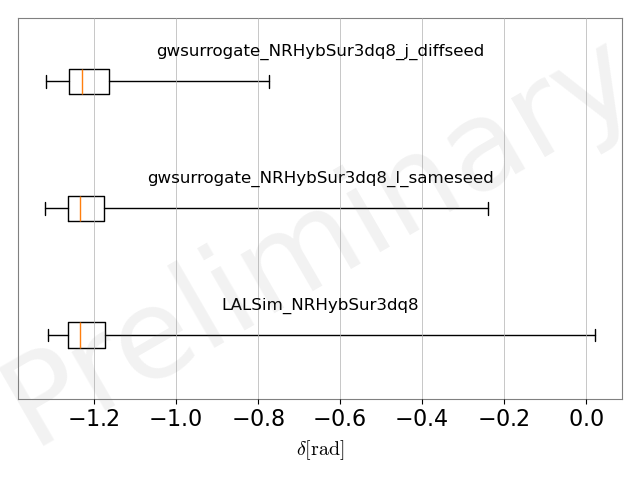 gwsurrogate_NRHybSur3dq8_j_diffseed
gwsurrogate_NRHybSur3dq8_l_sameseed
LALSim_NRHybSur3dq8
Preliminary
−1.2 −1.0 −0.8 −0.6 −0.4 −0.2 0.0
δ[rad]